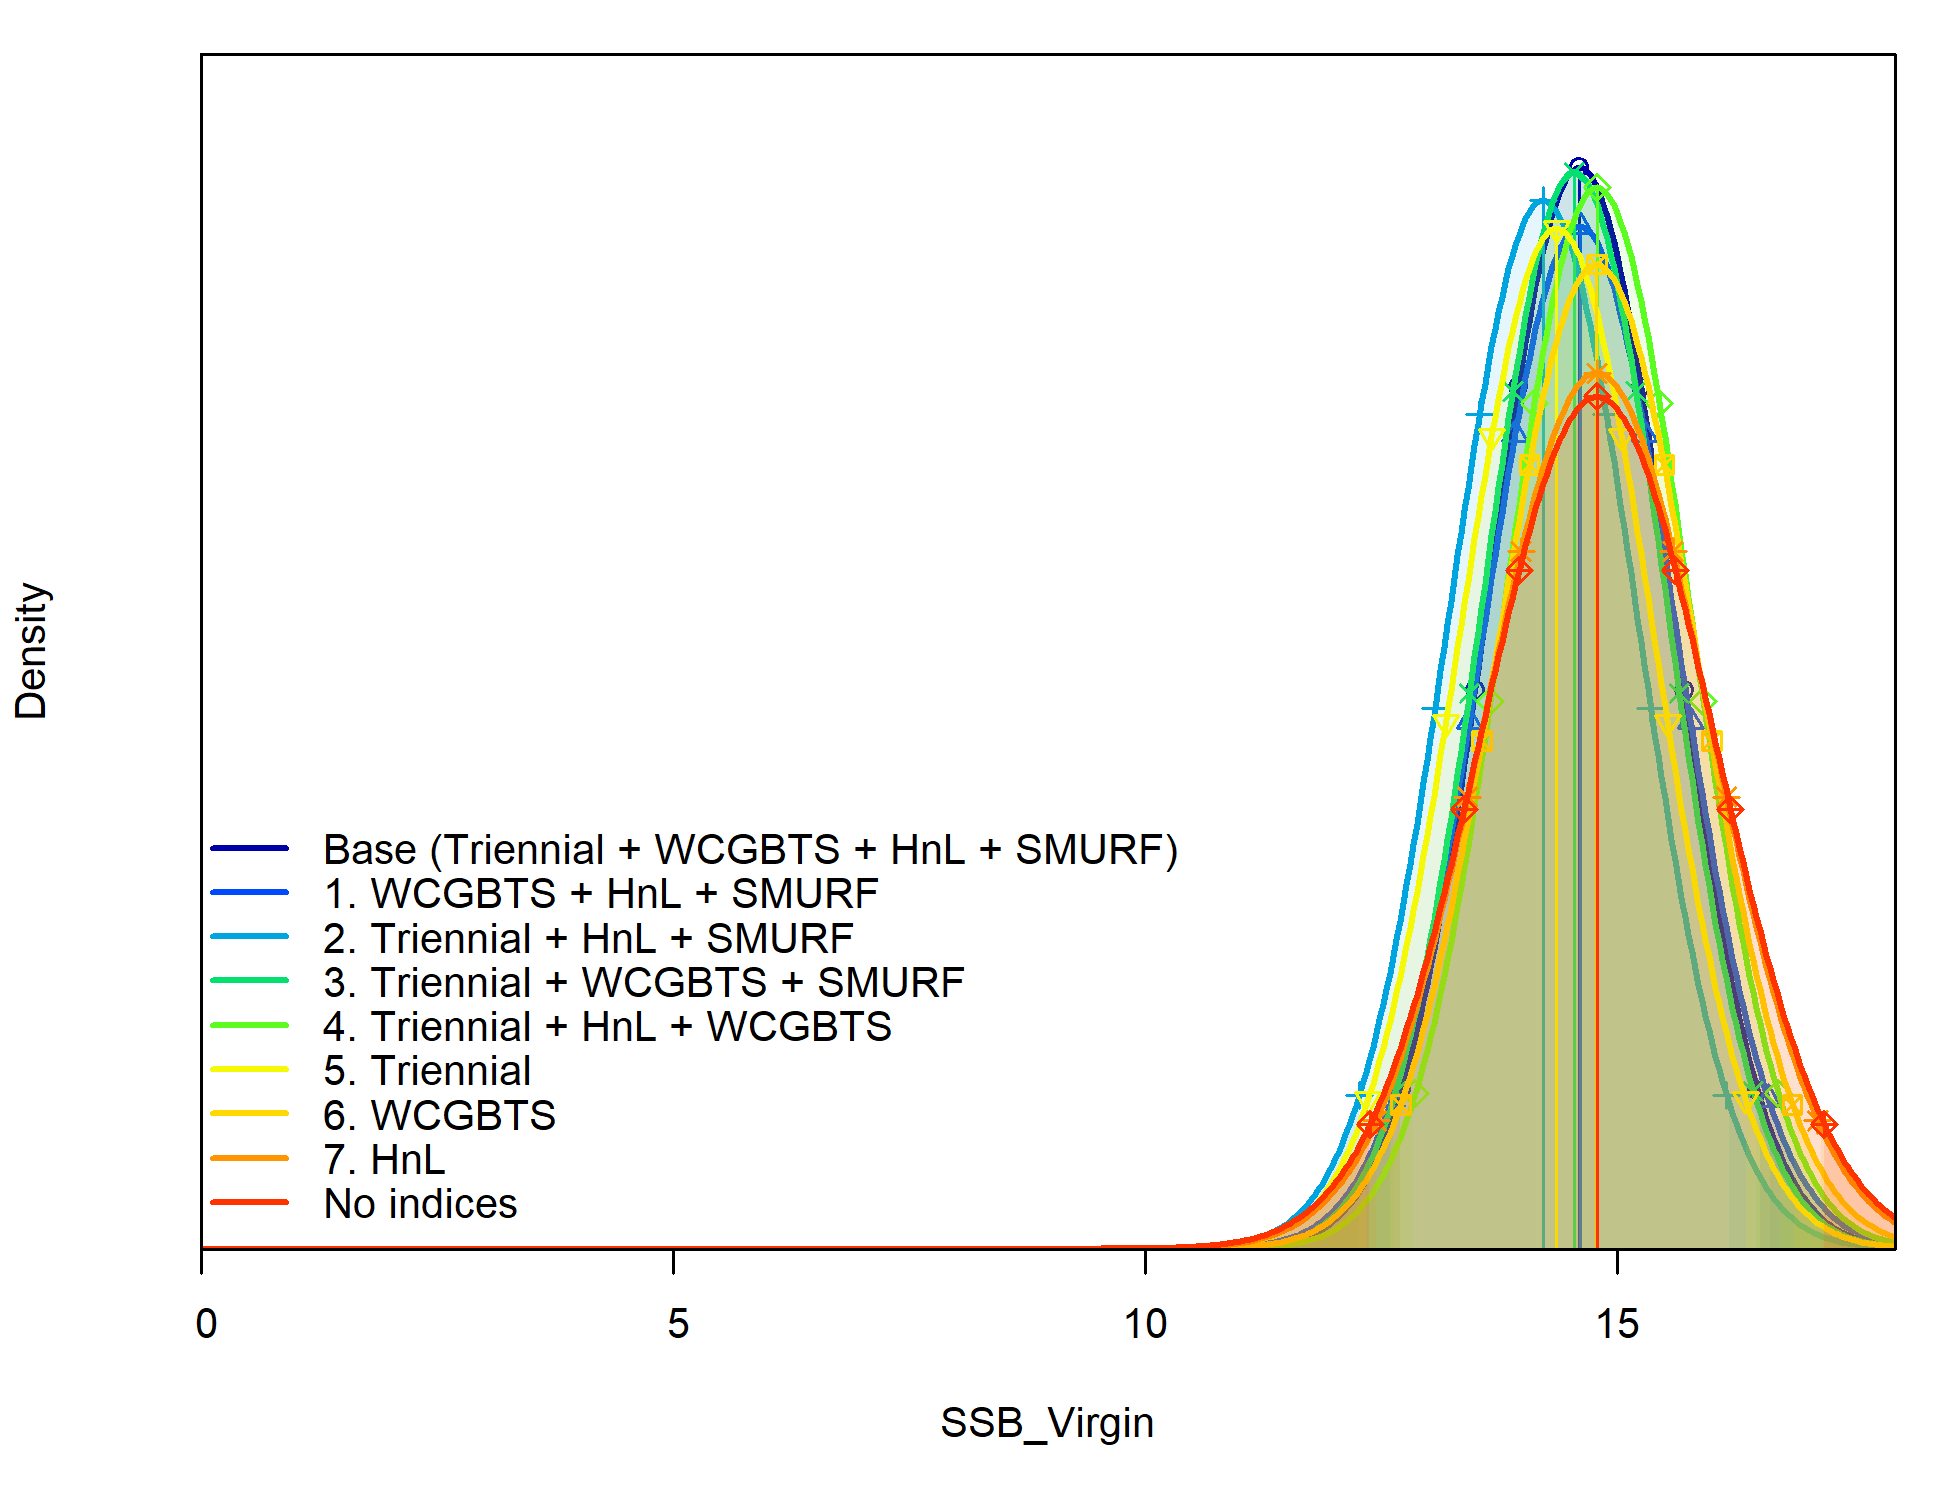 Density
Base (Triennial + WCGBTS + HnL + SMURF)
1. WCGBTS + HnL + SMURF
2. Triennial + HnL + SMURF
3. Triennial + WCGBTS + SMURF
4. Triennial + HnL + WCGBTS
5. Triennial
6. WCGBTS
7. HnL
No indices
0 5 10 15
SSB_Virgin